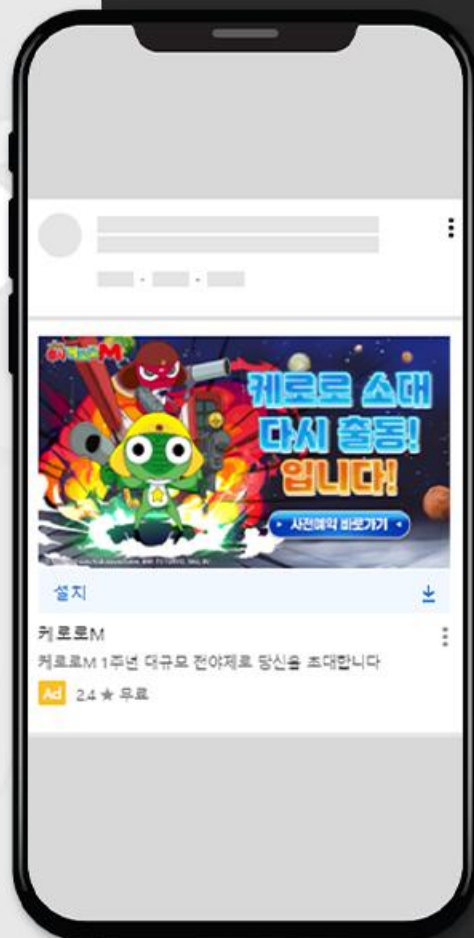 케로로M
케로로 소대
다시 출동!
입니다!
사전예약 바로가기
설치
케로로M
케로로M 1주년 대규모 전야제로 당신을 초대합니다
Ad 2.4 ★ 무료